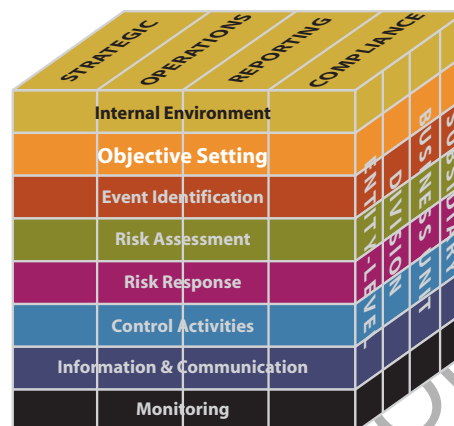 STRATEGIC
OPERATIONS
REPORTING
COMPLIANCE
Internal Environment
Objective Setting
Event Identification
Risk Assessment
Risk Response
Control Activities
Information & Communication
Monitoring
ENTITY-LEVEL
DIVISION
BUSINESS UNIT
SUBSIDIARY